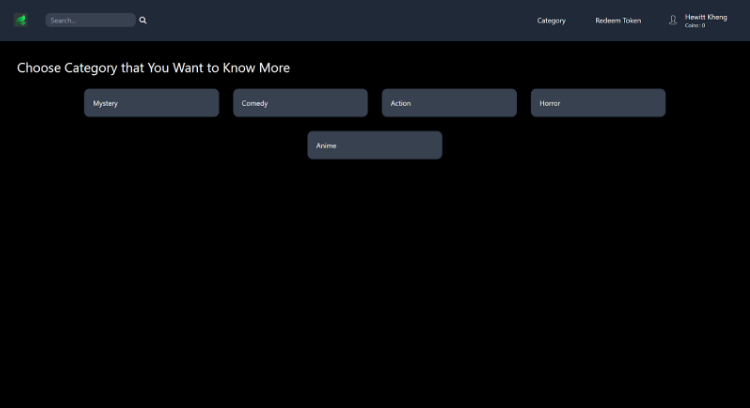 Search...
Category
Redeem Token
Hewitt Kheng
Coins : 0
Choose Category that You Want to Know More
Mystery
Comedy
Action
Horror
Anime